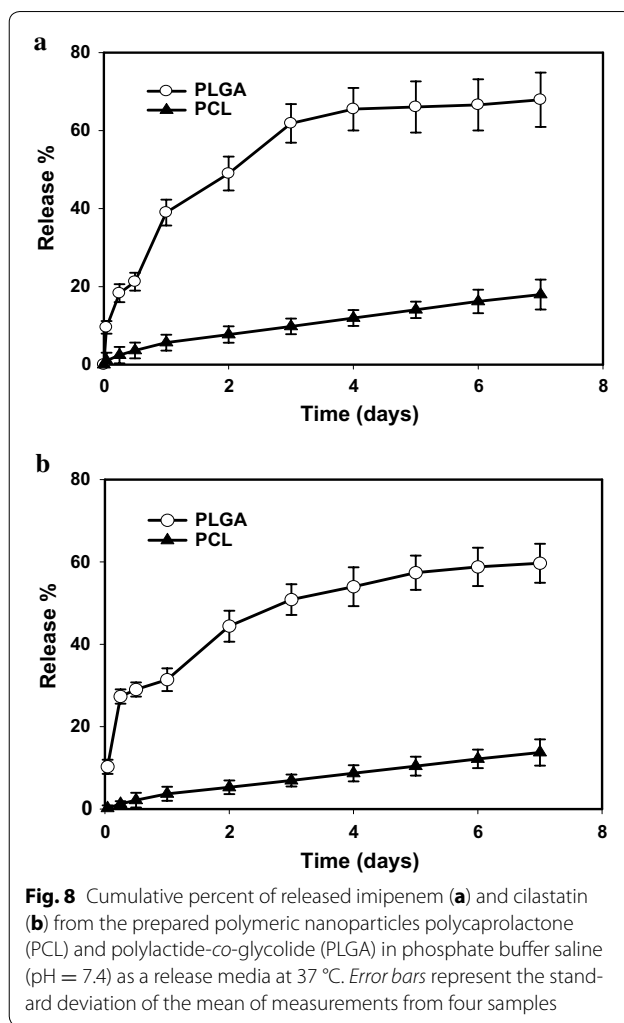 a
80
PLGA
PCL
60
Release %
40
20
0
0 2 4 6 8
Time (days)
b
80
PLGA
PCL
60
Release %
40
20
0
0 2 4 6 8
Time (days)
Fig. 8 Cumulative percent of released imipenem (a) and cilastatin
(b) from the prepared polymeric nanoparticles polycaprolactone
(PCL) and polylactide-co-glycolide (PLGA) in phosphate buffer saline
(pH = 7.4) as a release media at 37 °C. Error bars represent the stand-
ard deviation of the mean of measurements from four samples